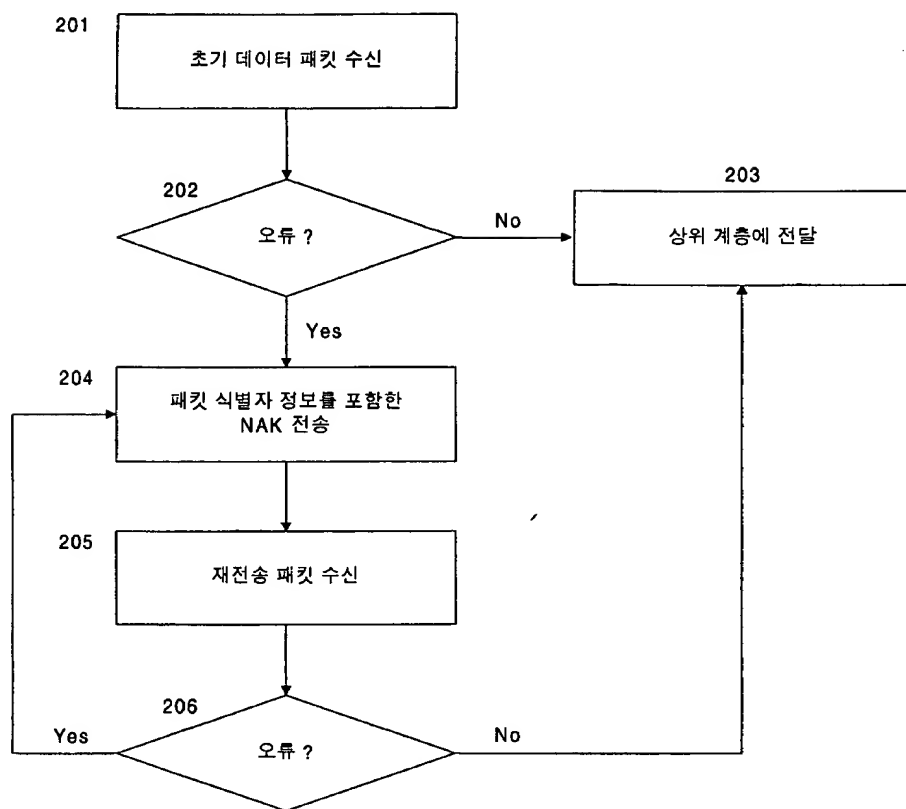 201
초기 데이터 패킷 수신
202
오류 ?
No
203
상위 계층에 전달
Yes
204
패킷 식별자 정보를 포함한
NAK 전송
205
재전송 패킷 수신
206
오류 ?
Yes
No